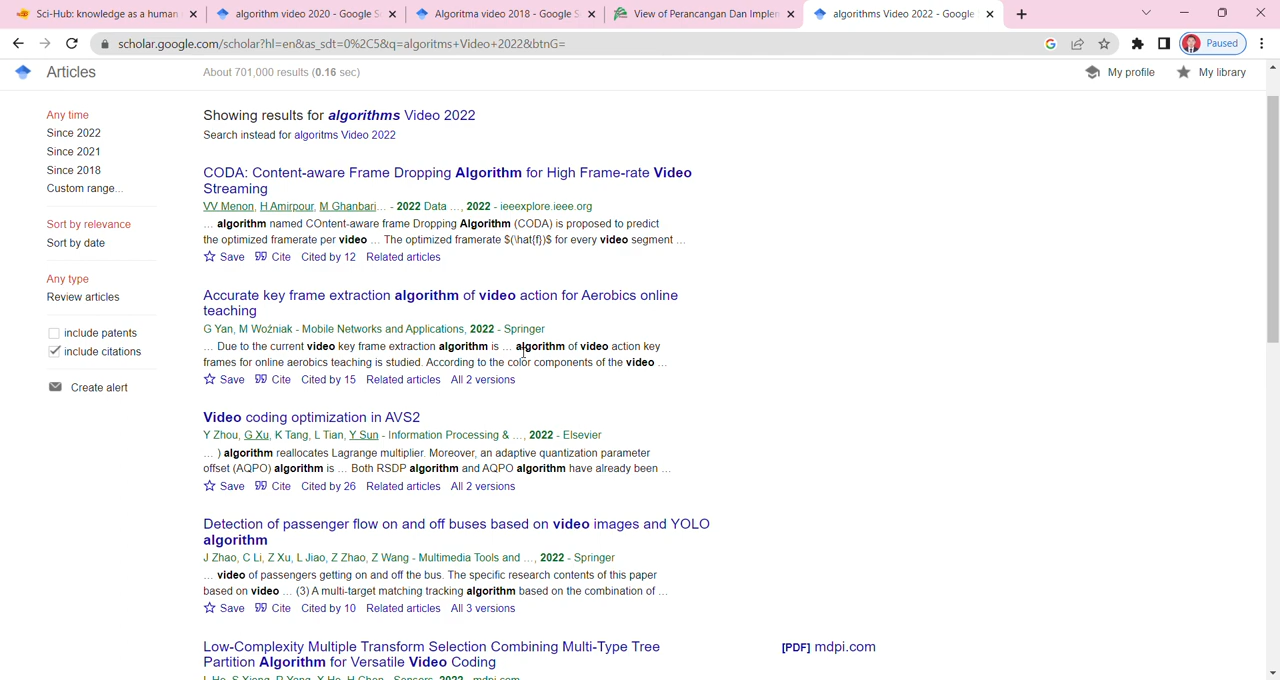 Sci-Hub: knowledge as a human
algorithm video 2020 - Google S
Algoritma video 2018 - Google S
View of Perancangan Dan Implem
algorithms Video 2022 - Google
scholar.google.com/scholar?hl=en&as_sdt=0%2C5&q=algoritms+Video+2022&btnG=
Paused
Articles
About 701,000 results (0.16 sec)
My profile
My library
Any time
Since 2022
Since 2021
Since 2018
Custom range...
Sort by relevance
Sort by date
Any type
Review articles
include patents
include citations
Create alert
Showing results for algorithms Video 2022
Search instead for algoritms Video 2022
CODA: Content-aware Frame Dropping Algorithm for High Frame-rate Video
Streaming
VV Menon, H Amirpour, M Ghanbari... - 2022 Data ..., 2022 - ieeexplore.ieee.org
... algorithm named COntent-aware frame Dropping Algorithm (CODA) is proposed to predict
the optimized framerate per video ... The optimized framerate $(\hat{f})$ for every video segment ...
Save Cite Cited by 12 Related articles
Accurate key frame extraction algorithm of video action for Aerobics online
teaching
G Yan, M Woźniak - Mobile Networks and Applications, 2022 - Springer
... Due to the current video key frame extraction algorithm is ... algorithm of video action key
frames for online aerobics teaching is studied. According to the color components of the video ...
Save Cite Cited by 15 Related articles All 2 versions
Video coding optimization in AVS2
Y Zhou, G Xu, K Tang, L Tian, Y Sun - Information Processing & ..., 2022 - Elsevier
... ) algorithm reallocates Lagrange multiplier. Moreover, an adaptive quantization parameter
offset (AQPO) algorithm is ... Both RSDP algorithm and AQPO algorithm have already been ...
Save Cite Cited by 26 Related articles All 2 versions
Detection of passenger flow on and off buses based on video images and YOLO
algorithm
J Zhao, C Li, Z Xu, L Jiao, Z Zhao, Z Wang - Multimedia Tools and ..., 2022 - Springer
... video of passengers getting on and off the bus. The specific research contents of this paper
based on video ... (3) A multi-target matching tracking algorithm based on the combination of ...
Save Cite Cited by 10 Related articles All 3 versions
Low-Complexity Multiple Transform Selection Combining Multi-Type Tree
Partition Algorithm for Versatile Video Coding
[PDF] mdpi.com
L He, S Xiong, R Yang, X He, H Chen - Sensors, 2022 - mdpi.com